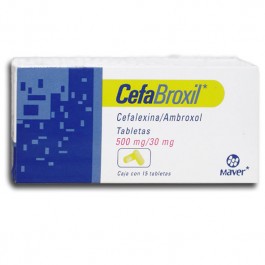 CefaBroxil*
Cefalexina/Ambroxol
Tabletas
500 mg/30 mg
Caja con 15 tabletas
Maver*